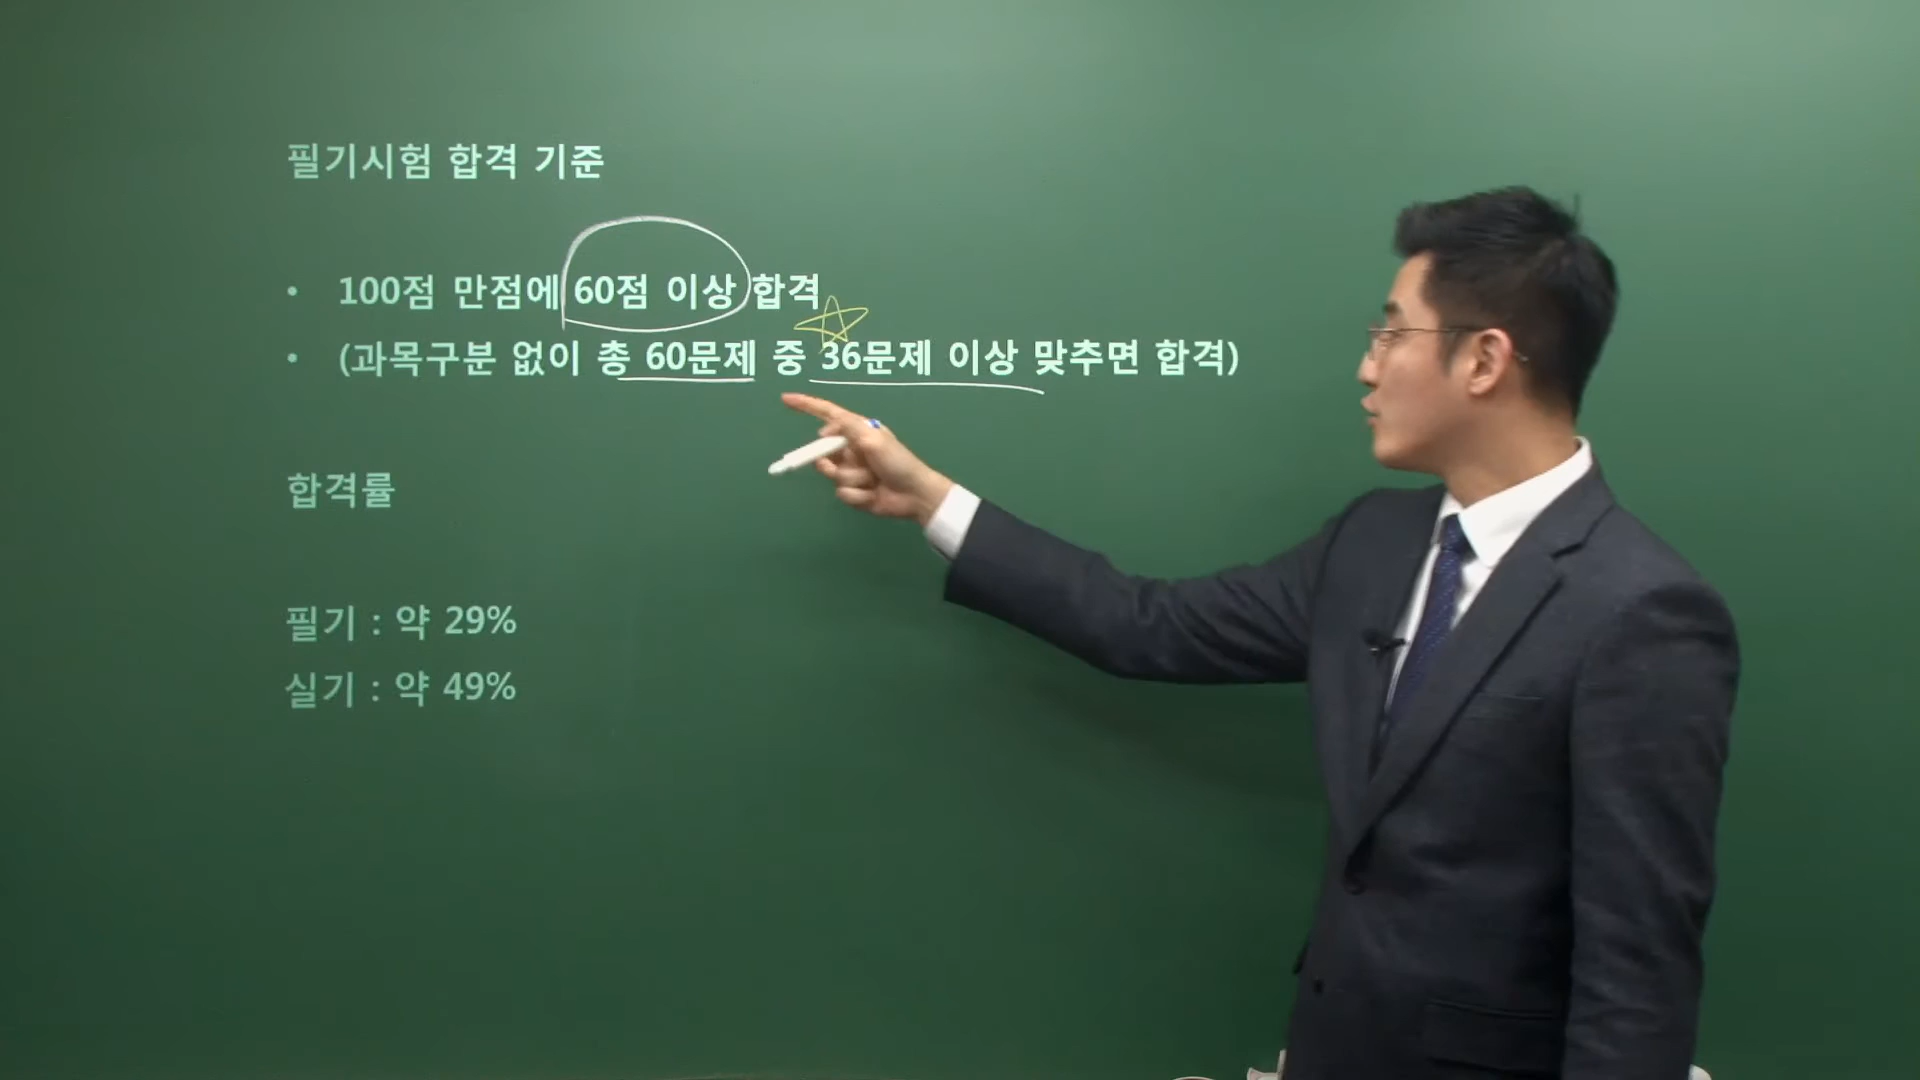 필기시험 합격 기준
• 100점 만점에 60점 이상 합격
• (과목구분 없이 총 60문제 중 36문제 이상 맞추면 합격)
합격률
필기 : 약 29%
실기 : 약 49%